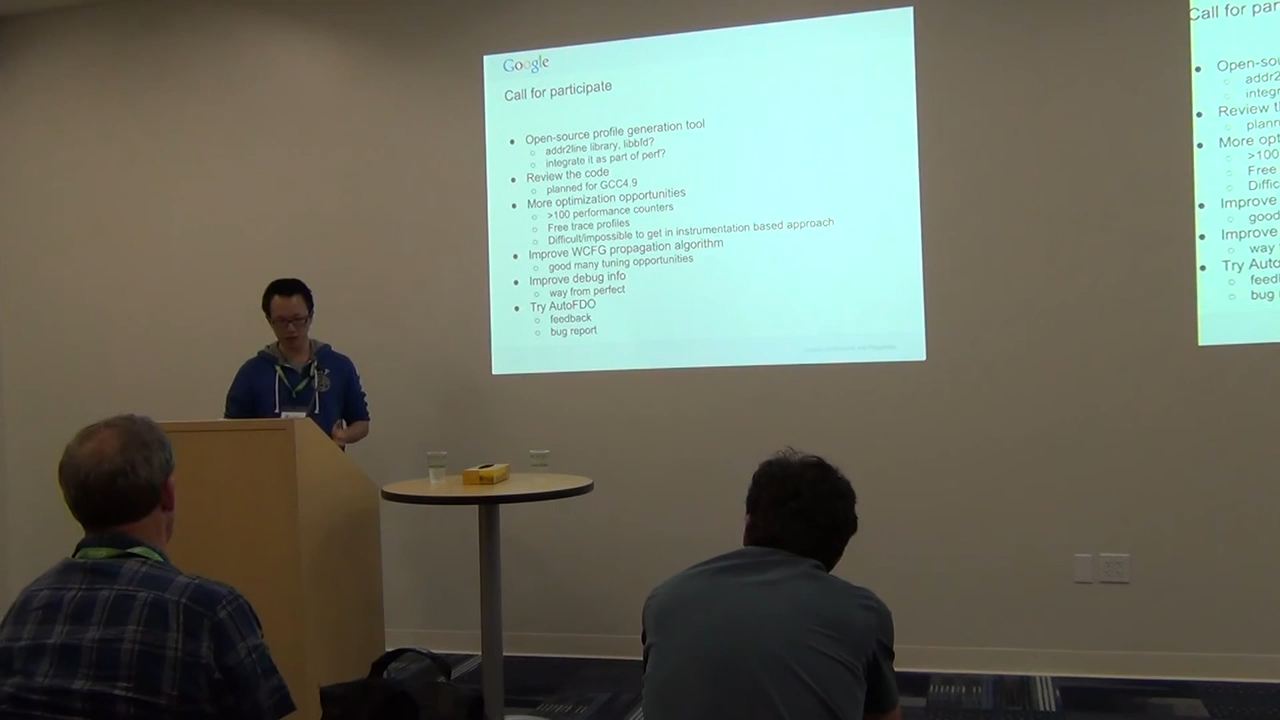 Google
Call for participate
Open-source profile generation tool
addr2line library, libbfd?
integrate it as part of perf?
Review the code
planned for GCC4.9
More optimization opportunities
>100 performance counters
Free trace profiles
Difficult/impossible to get in instrumentation based approach
Improve WCFG propagation algorithm
good many tuning opportunities
Improve debug info
way from perfect
Try AutoFDO
feedback
bug report
Call for par
Open-sou
addr2
integr
Review t
plann
More opt
>100
Free
Diffic
Improve
good
Improve
way
Try Auto
feed
bug